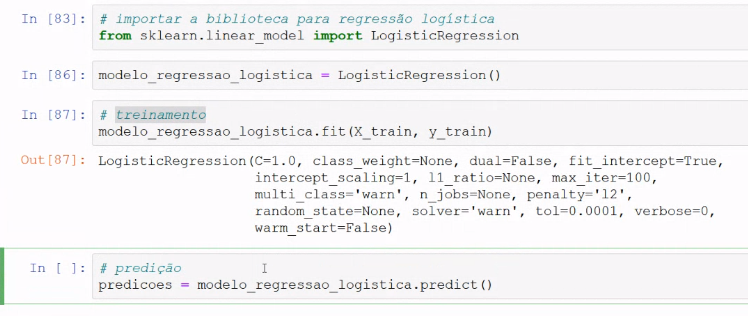 In [83]: # importar a biblioteca para regressão logística
from sklearn.linear_model import LogisticRegression
In [86]: modelo_regressao_logistica = LogisticRegression()
In [87]: # treinamento
modelo_regressao_logistica.fit(X_train, y_train)
Out[87]: LogisticRegression(C=1.0, class_weight=None, dual=False, fit_intercept=True,
intercept_scaling=1, l1_ratio=None, max_iter=100,
multi_class='warn', n_jobs=None, penalty='l2',
random_state=None, solver='warn', tol=0.0001, verbose=0,
warm_start=False)
In [ ]: # predição
predicoes = modelo_regressao_logistica.predict()